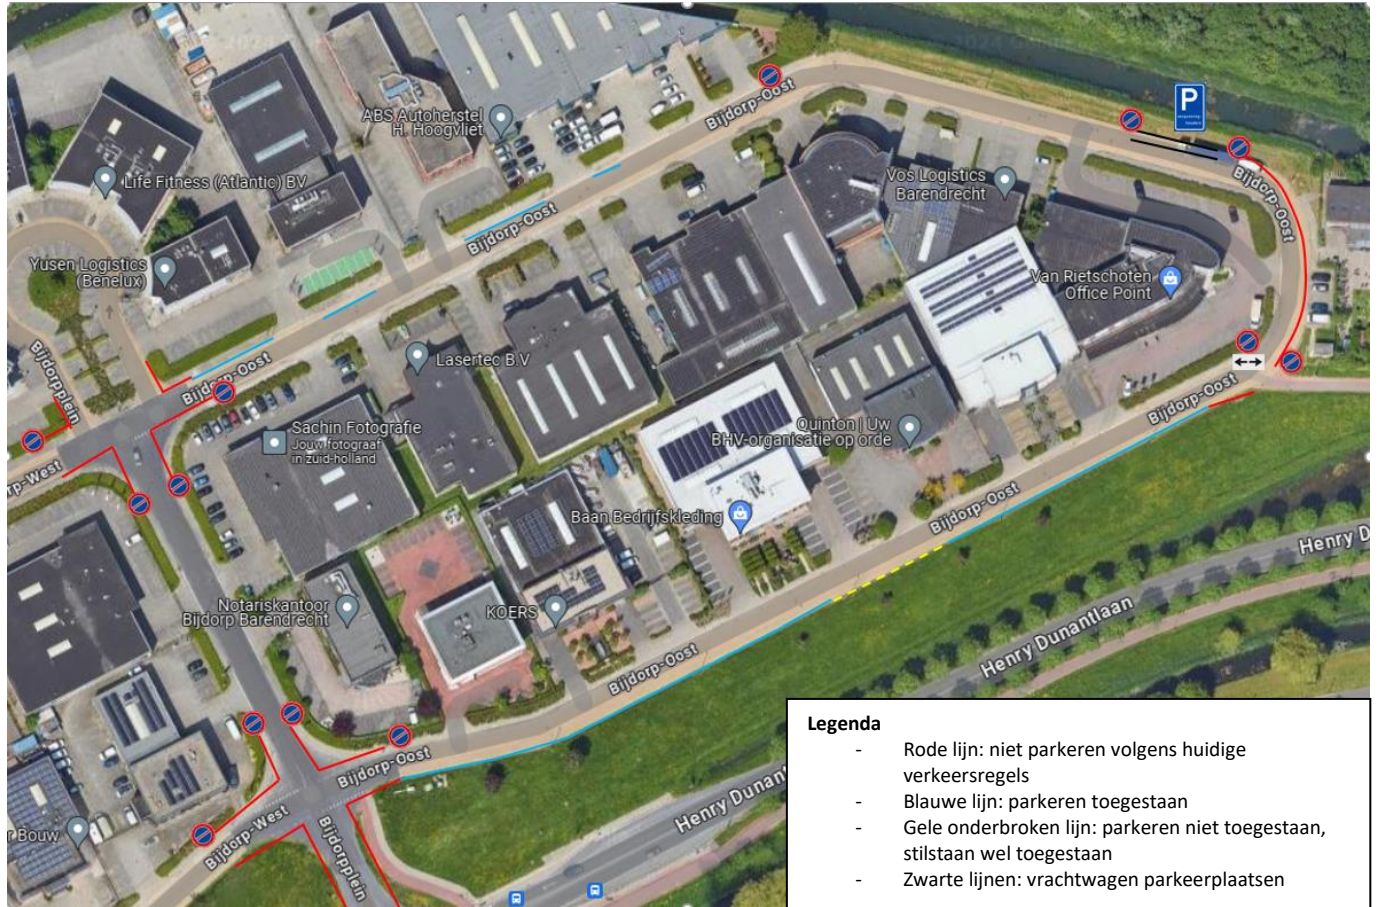 Bijdorp-Oost
P
ABS Autoherstel
H. Hoogvliet
Vos Logistics
Barendrecht
Bijdorp-Oost
Life Fitness (Atlantic) BV
Bijdorp-Oost
Yusen Logistics
(Benelux)
Van Rietschoten
Office Point
Bijdorpplein
Lasertec B.V
Bijdorp-Oost
Bijdorp-Oost
Sachin Fotografie
Jouw fotograaf
in zuid-holland
Quinton | Uw
BHV-organisatie op orde
rp-West
Bijdorp-Oost
Baan Bedrijfskleding
Henry D
Notariskantoor
Bijdorp Barendrecht
KOERS
Henry Dunantlaan
Bijdorp-Oost
Bijdorp-Oost
Henry Dunant
r Bouw
Bijdorp-West
Bijdorpplein
Legenda
- Rode lijn: niet parkeren volgens huidige
verkeersregels
- Blauwe lijn: parkeren toegestaan
- Gele onderbroken lijn: parkeren niet toegestaan,
stilstaan wel toegestaan
- Zwarte lijnen: vrachtwagen parkeerplaatsen